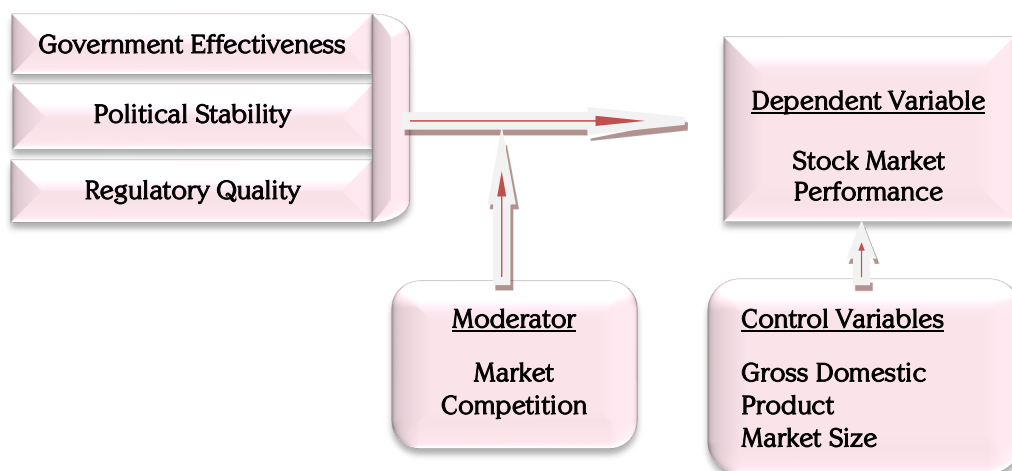 Government Effectiveness
Political Stability
Regulatory Quality
Dependent Variable
Stock Market
Performance
Moderator
Market
Competition
Control Variables
Gross Domestic
Product
Market Size